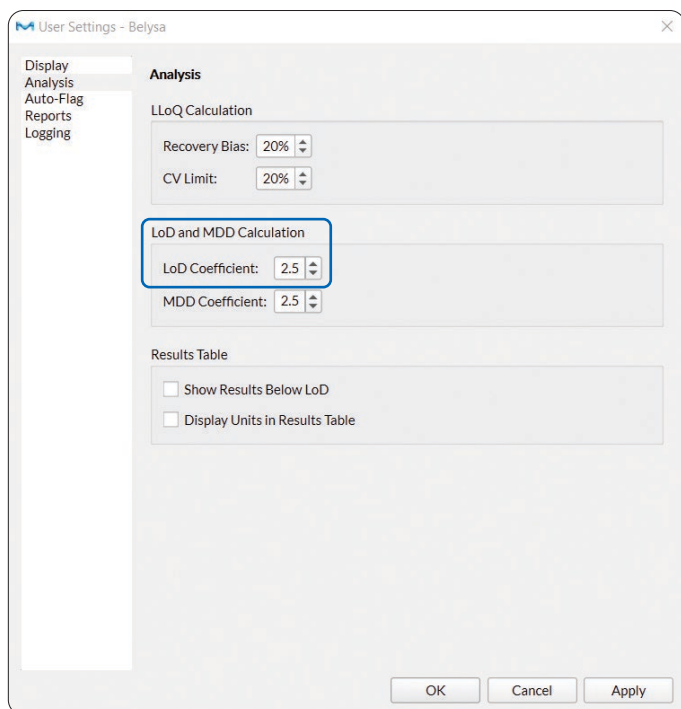 User Settings - Belysa
Display
Analysis
Auto-Flag
Reports
Logging
Analysis
LLoQ Calculation
Recovery Bias: 20%
CV Limit: 20%
LoD and MDD Calculation
LoD Coefficient: 2.5
MDD Coefficient: 2.5
Results Table
Show Results Below LoD
Display Units in Results Table
OK Cancel Apply